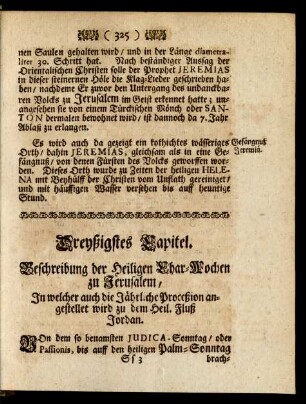 ( 325 )
nen Saulen gehalten wird / und in der Länge diametra-
liter 30. Schritt hat. Nach beständiger Aussag der
Orientalischen Christen solle der Prophet JEREMIAS
in dieser steinernen Höle die Klag-Lieder geschrieben ha-
ben / nachdeme Er zuvor den Untergang des undanckba-
ren Volcks zu Jerusalem im Geist erkennet hatte; un-
angesehen sie von einem Türckischen Mönch oder SAN-
TON dermalen bewohnet wird / ist dannoch da 7. Jahr
Ablaß zu erlangen.
Es wird auch da gezeigt ein kothichtes wässeriges
Orth / dahin JEREMIAS, gleichsam als in eine Ge-
fängnuß / von denen Fürsten des Volcks geworffen wor-
den. Dieses Orth wurde zu Zeiten der heiligen HELE-
NA mit Beyhülff der Christen vom Unflath gereiniget /
und mit häuffigen Wasser versehen bis auf heuntige
Stund.
Gefängnuß
Jeremiä.
Dreyßigstes Capitel.
Beschreibung der Heiligen Char-Wochen
zu Jerusalem,
In welcher auch die Jährliche Proceßion an-
gestellet wird zu dem Heil. Fluß
Jordan.
VOn dem so benamsten JUDICA-Sonntag / oder
Passionis, bis auff den heiligen Palm-Sonntag
Ss 3 brach-